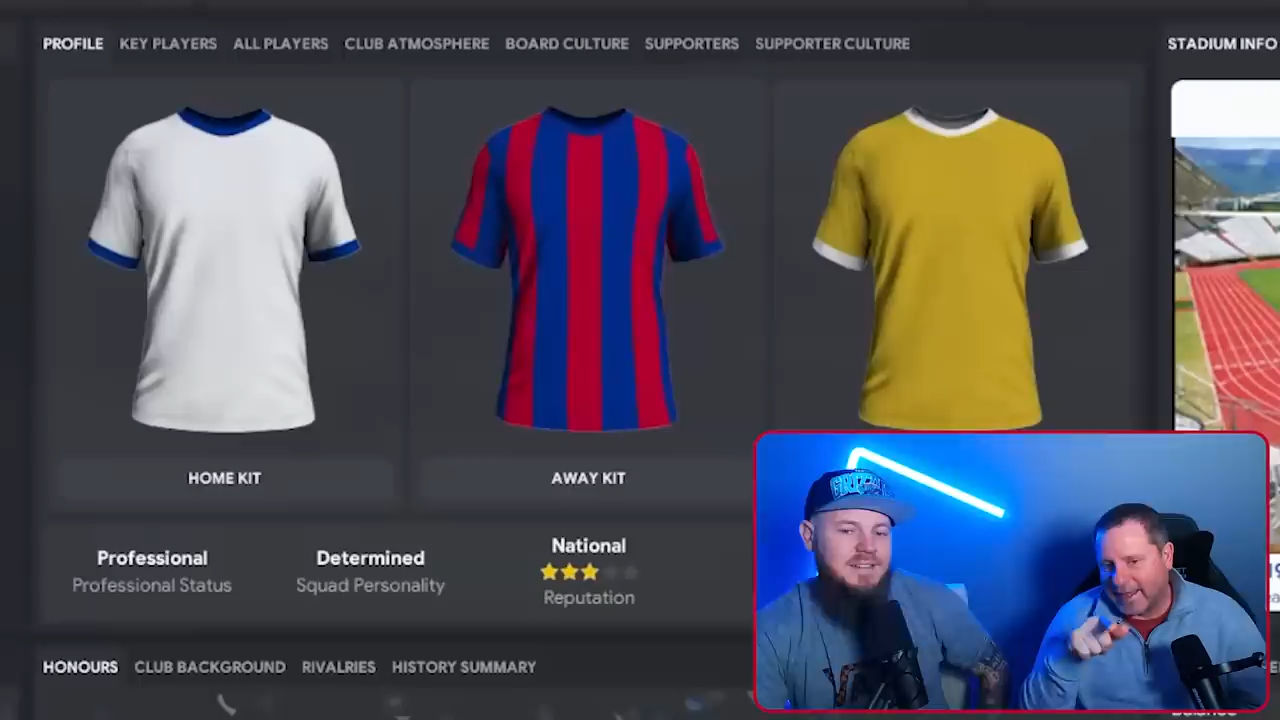 PROFILE KEY PLAYERS ALL PLAYERS CLUB ATMOSPHERE BOARD CULTURE SUPPORTERS SUPPORTER CULTURE
STADIUM INFO
HOME KIT
AWAY KIT
Professional
Professional Status
Determined
Squad Personality
National
Reputation
HONOURS CLUB BACKGROUND RIVALRIES HISTORY SUMMARY